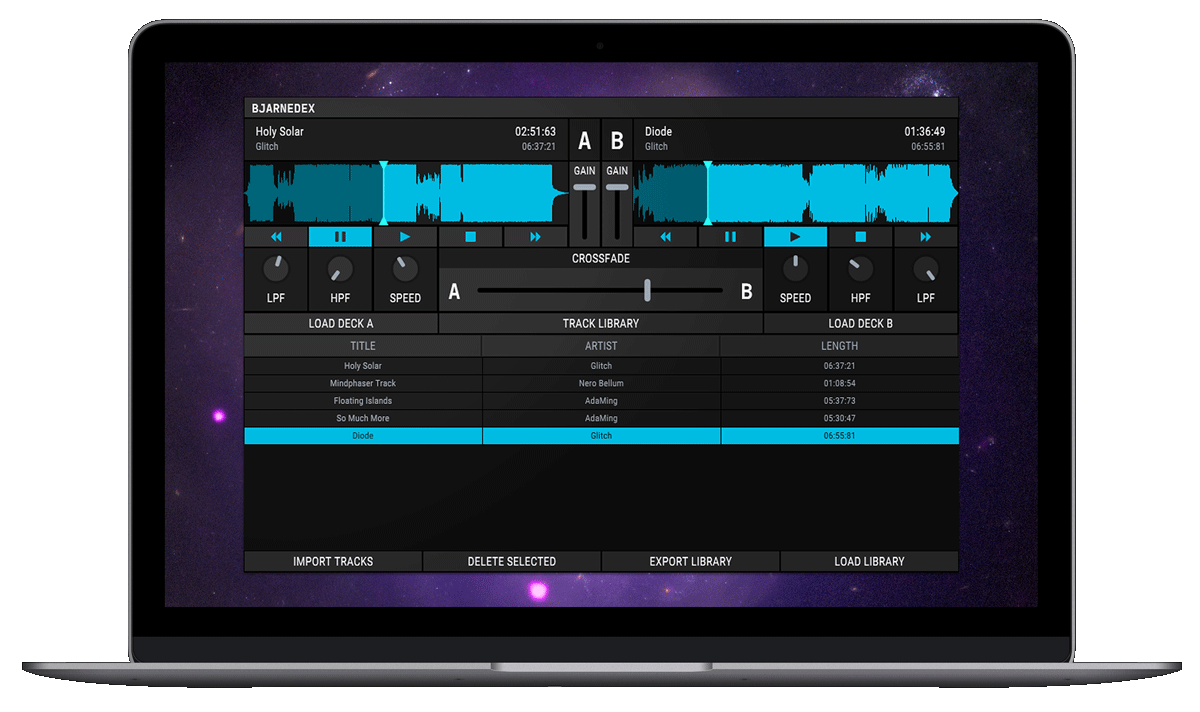 BJARNEDEX
Holy Solar 02:51:63
Glitch 06:37:21
A B
Diode 01:36:49
Glitch 06:55:81
GAIN GAIN
CROSSFADE
LPF HPF SPEED
A B
SPEED HPF LPF
LOAD DECK A TRACK LIBRARY LOAD DECK B
TITLE ARTIST LENGTH
Holy Solar Glitch 06:37:21
Mindphaser Track Nero Bellum 01:08:54
Floating Islands AdaMing 05:37:73
So Much More AdaMing 05:30:47
Diode Glitch 06:55:81
IMPORT TRACKS DELETE SELECTED EXPORT LIBRARY LOAD LIBRARY